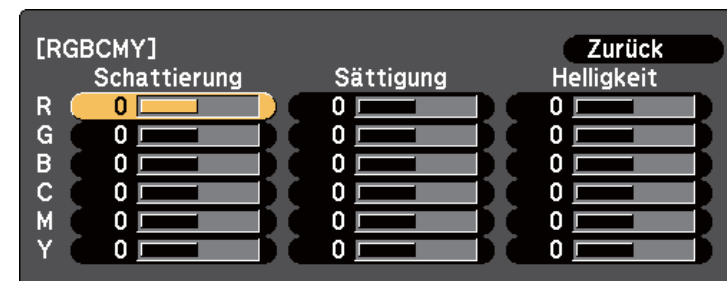 [RGBCMY] Zurück
Schattierung Sättigung Helligkeit
R 0 0 0
G 0 0 0
B 0 0 0
C 0 0 0
M 0 0 0
Y 0 0 0